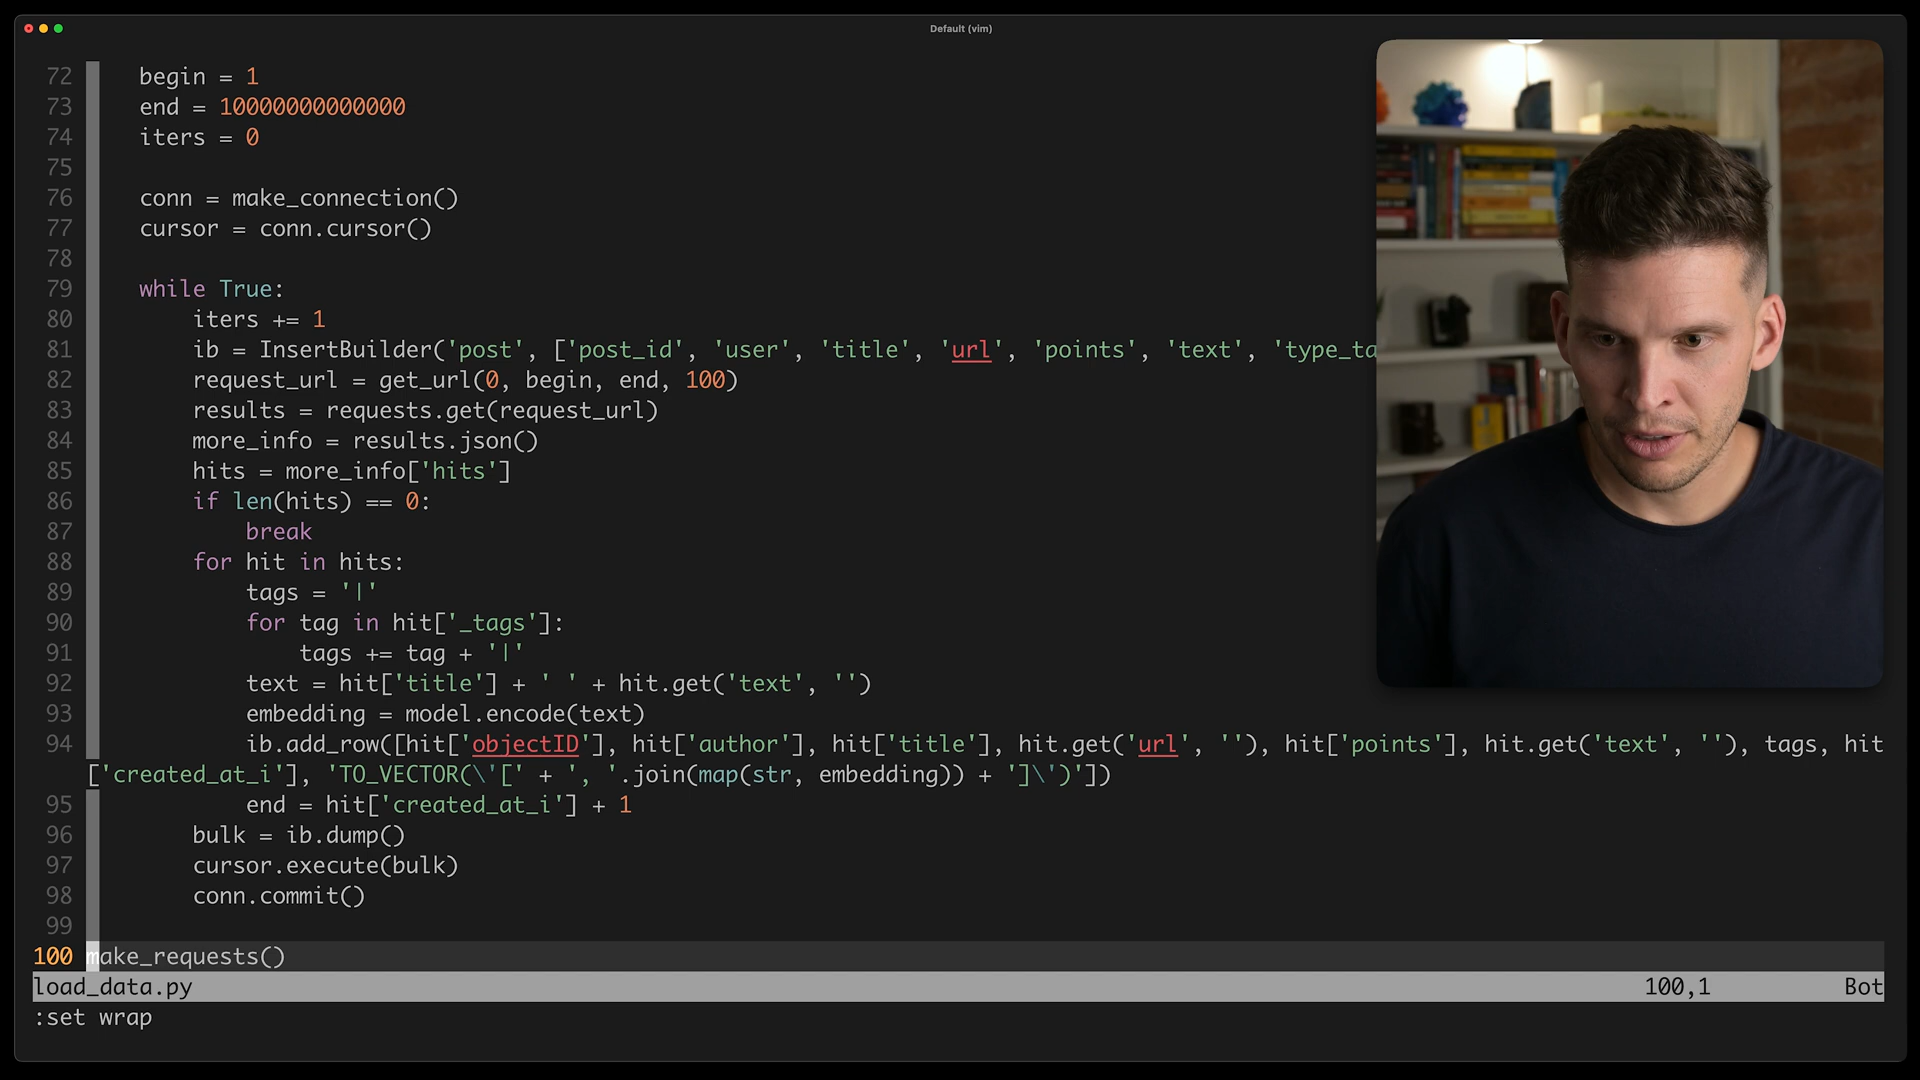 Default (vim)
72 begin = 1
73 end = 10000000000000
74 iters = 0
75
76 conn = make_connection()
77 cursor = conn.cursor()
78
79 while True:
80 iters += 1
81 ib = InsertBuilder('post', ['post_id', 'user', 'title', 'url', 'points', 'text', 'type_ta
82 request_url = get_url(0, begin, end, 100)
83 results = requests.get(request_url)
84 more_info = results.json()
85 hits = more_info['hits']
86 if len(hits) == 0:
87 break
88 for hit in hits:
89 tags = '|'
90 for tag in hit['_tags']:
91 tags += tag + '|'
92 text = hit['title'] + ' ' + hit.get('text', '')
93 embedding = model.encode(text)
94 ib.add_row([hit['objectID'], hit['author'], hit['title'], hit.get('url', ''), hit['points'], hit.get('text', ''), tags, hit
['created_at_i'], 'TO_VECTOR(\'[' + ', '.join(map(str, embedding)) + ']\')'])
95 end = hit['created_at_i'] + 1
96 bulk = ib.dump()
97 cursor.execute(bulk)
98 conn.commit()
99
100 make_requests()
load_data.py 100,1 Bot
:set wrap